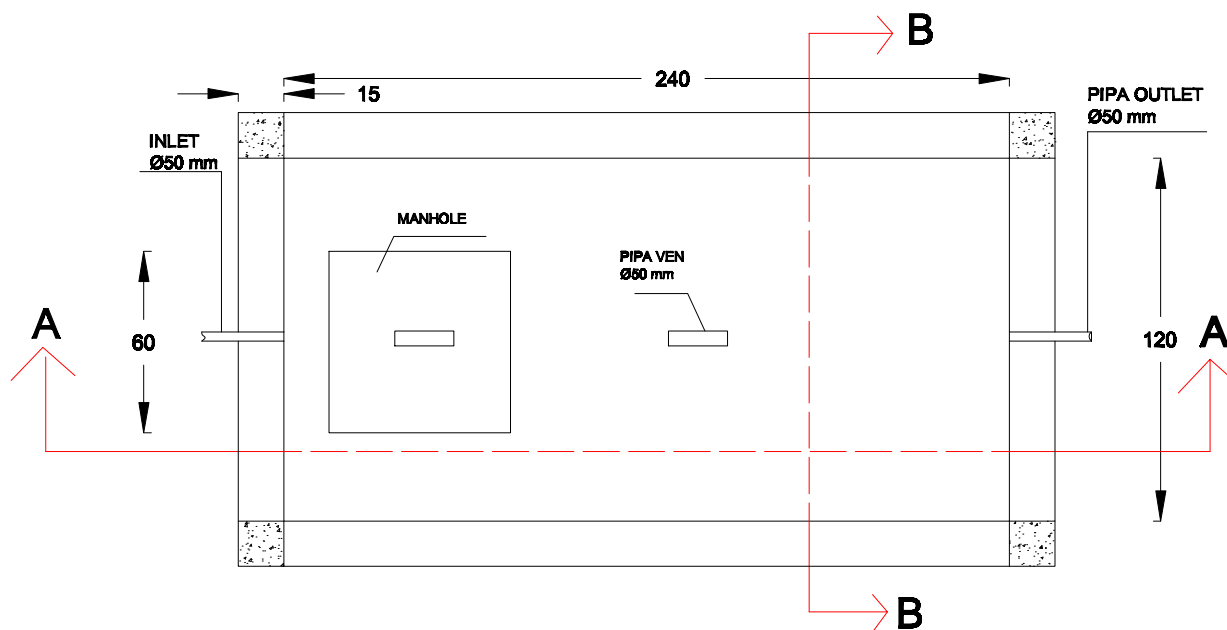 B
240
15
PIPA OUTLET
Ø50 mm
INLET
Ø50 mm
MANHOLE
PIPA VEN
Ø50 mm
A
60
120
A
B